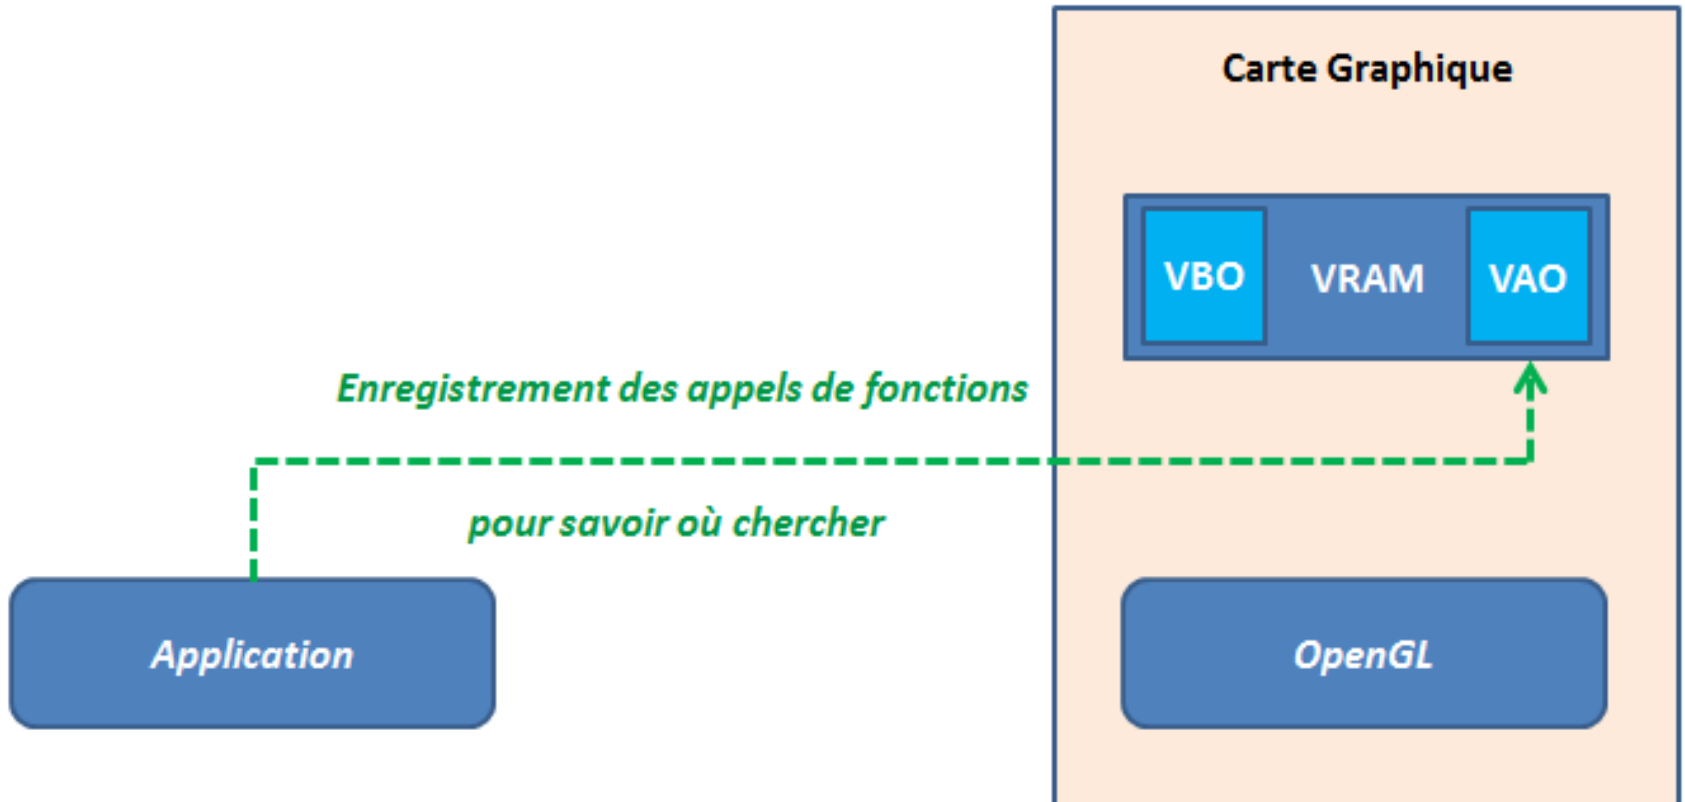 Carte Graphique
VBO VRAM VAO
Enregistrement des appels de fonctions
pour savoir où chercher
Application
OpenGL